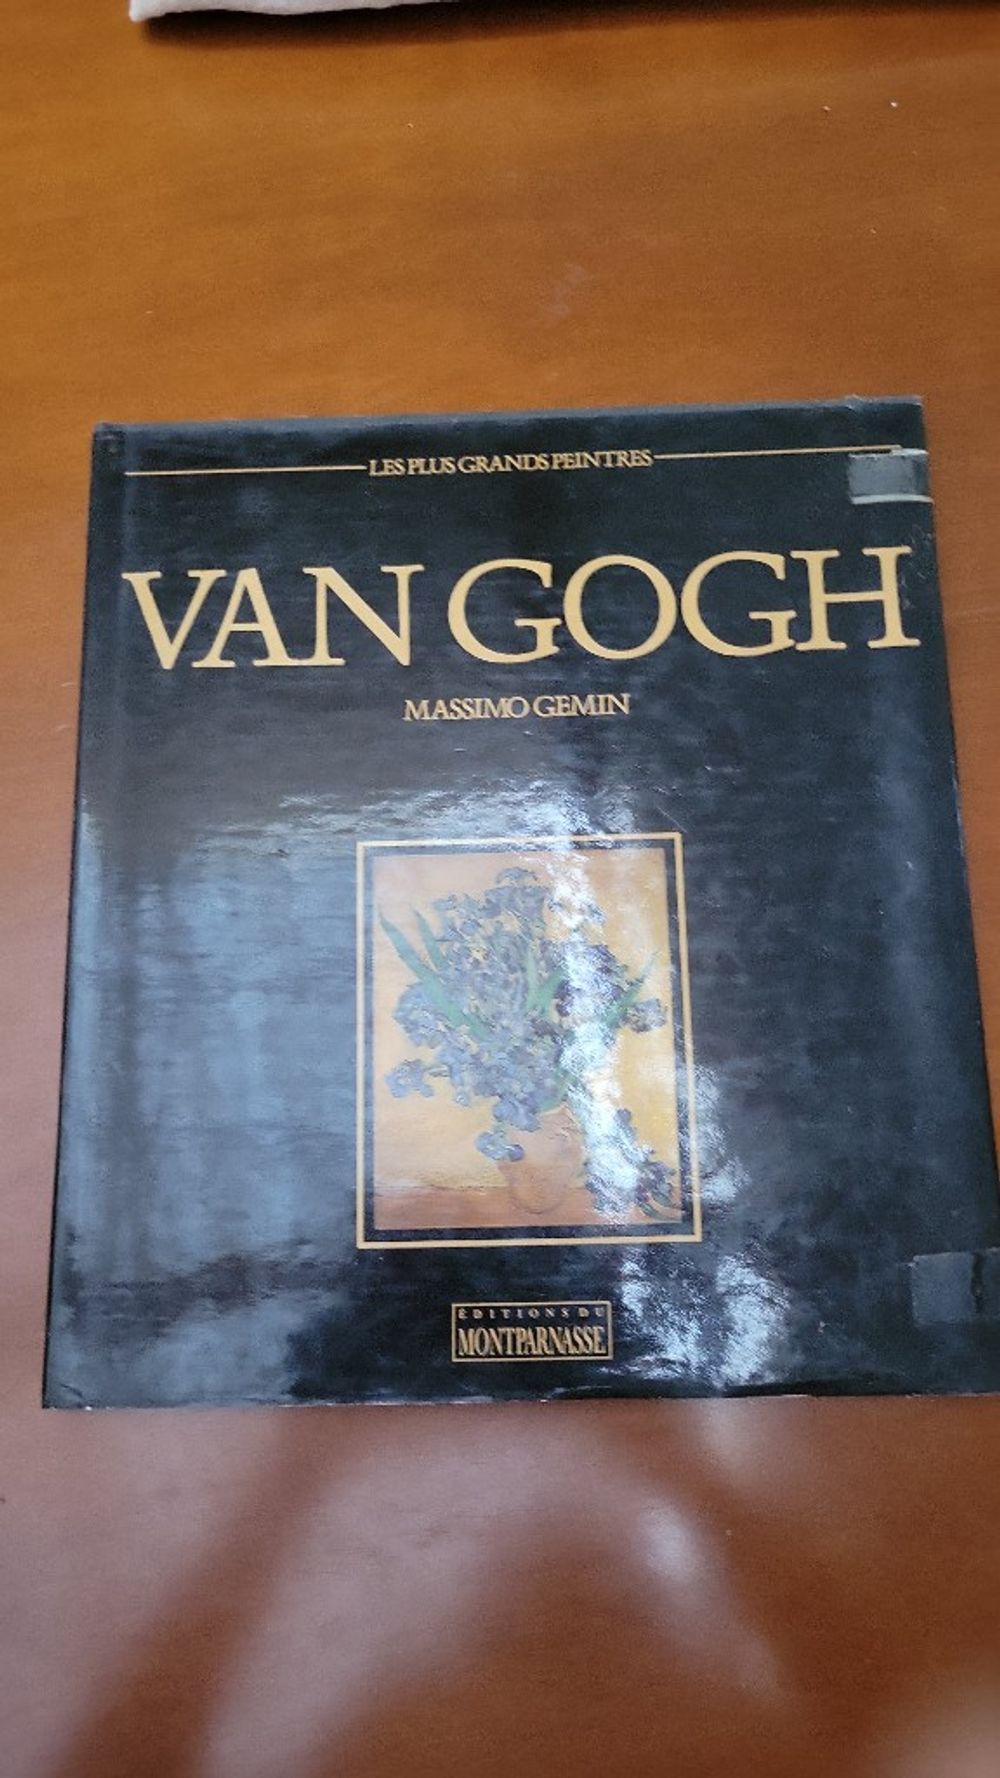 LES PLUS GRANDS PEINTRES
VAN GOGH
MASSIMO GEMIN
ÉDITIONS DU
MONTPARNASSE